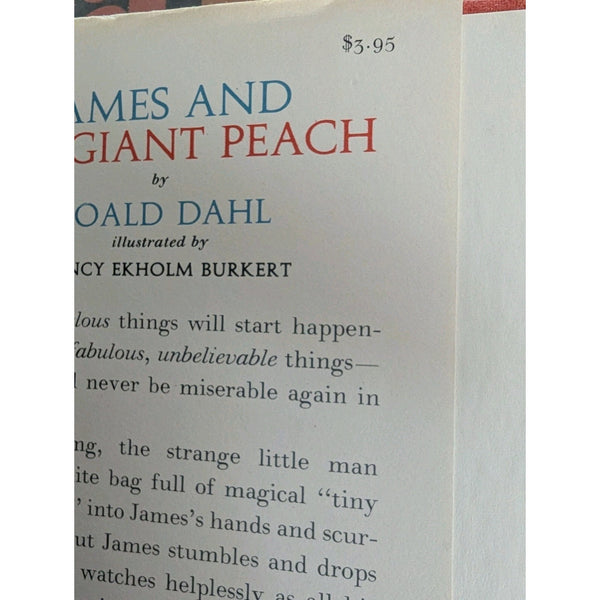 $3.95
AMES AND
GIANT PEACH
by
OALD DAHL
illustrated by
NCY EKHOLM BURKERT
lous things will start happen-
fabulous, unbelievable things—
never be miserable again in
ng, the strange little man
ite bag full of magical “tiny
’ into James’s hands and scur-
ut James stumbles and drops
watches helplessly as all